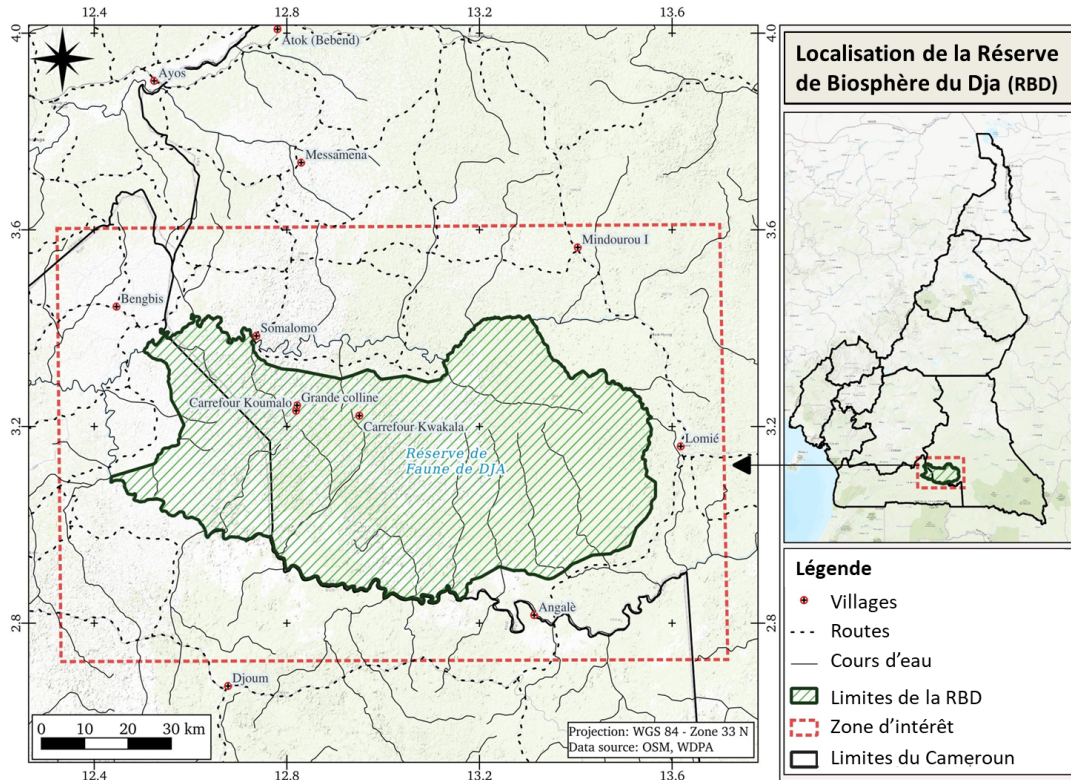 12.4
12.8
13.2
13.6
4.0
4.0
Atok (Bebend)
Ayos
Messamena
3.6
3.6
Mindourou I
Bengbis
Somalomo
Grande colline
Carrefour Koumalo
Carrefour Kwakala
3.2
3.2
Lomié
Réserve de
Faune de DJA
Angalè
2.8
2.8
Djoum
0 10 20 30 km
Projection: WGS 84 - Zone 33 N
Data source: OSM, WDPA
12.4
12.8
13.2
13.6
Localisation de la Réserve
de Biosphère du Dja (RBD)
Légende
Villages
Routes
Cours d'eau
Limites de la RBD
Zone d'intérêt
Limites du Cameroun